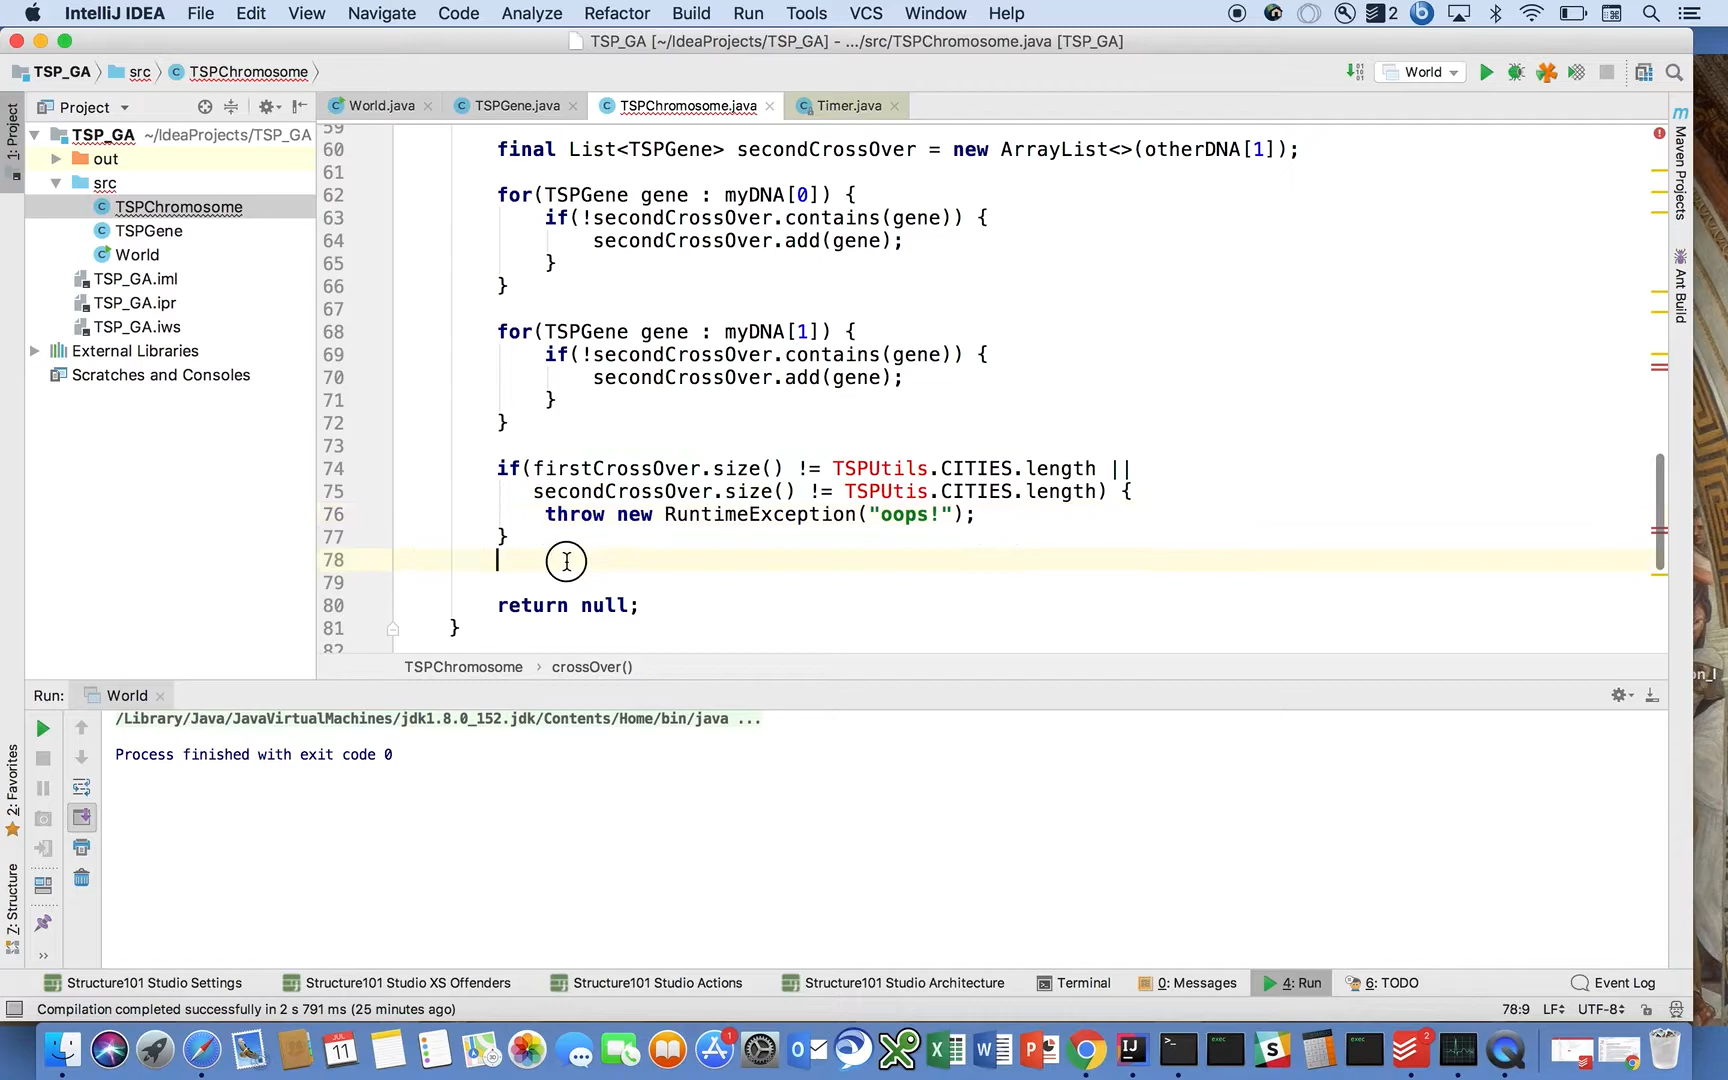 IntelliJ IDEA File Edit View Navigate Code Analyze Refactor Build Run Tools VCS Window Help 2
TSP_GA [~/IdeaProjects/TSP_GA] - .../src/TSPChromosome.java [TSP_GA]
TSP_GA src TSPChromosome World
Project World.java TSPGene.java TSPChromosome.java Timer.java
TSP_GA ~/IdeaProjects/TSP_GA
out
src
TSPChromosome
TSPGene
World
TSP_GA.iml
TSP_GA.ipr
TSP_GA.iws
External Libraries
Scratches and Consoles
1: Project
2: Favorites
Z: Structure
Maven Projects
Ant Build
59
60 final List<TSPGene> secondCrossOver = new ArrayList<>(otherDNA[1]);
61
62 for(TSPGene gene : myDNA[0]) {
63 if(!secondCrossOver.contains(gene)) {
64 secondCrossOver.add(gene);
65 }
66 }
67
68 for(TSPGene gene : myDNA[1]) {
69 if(!secondCrossOver.contains(gene)) {
70 secondCrossOver.add(gene);
71 }
72 }
73
74 if(firstCrossOver.size() != TSPUtils.CITIES.length ||
75 secondCrossOver.size() != TSPUtis.CITIES.length) {
76 throw new RuntimeException("oops!");
77 }
78
79
80 return null;
81 }
82
TSPChromosome › crossOver()
Run: World
/Library/Java/JavaVirtualMachines/jdk1.8.0_152.jdk/Contents/Home/bin/java ...
Process finished with exit code 0
Structure101 Studio Settings Structure101 Studio XS Offenders Structure101 Studio Actions Structure101 Studio Architecture Terminal 0: Messages 4: Run 6: TODO Event Log
Compilation completed successfully in 2 s 791 ms (25 minutes ago) 78:9 LF UTF-8
JUL
11
1
2
exec
exec